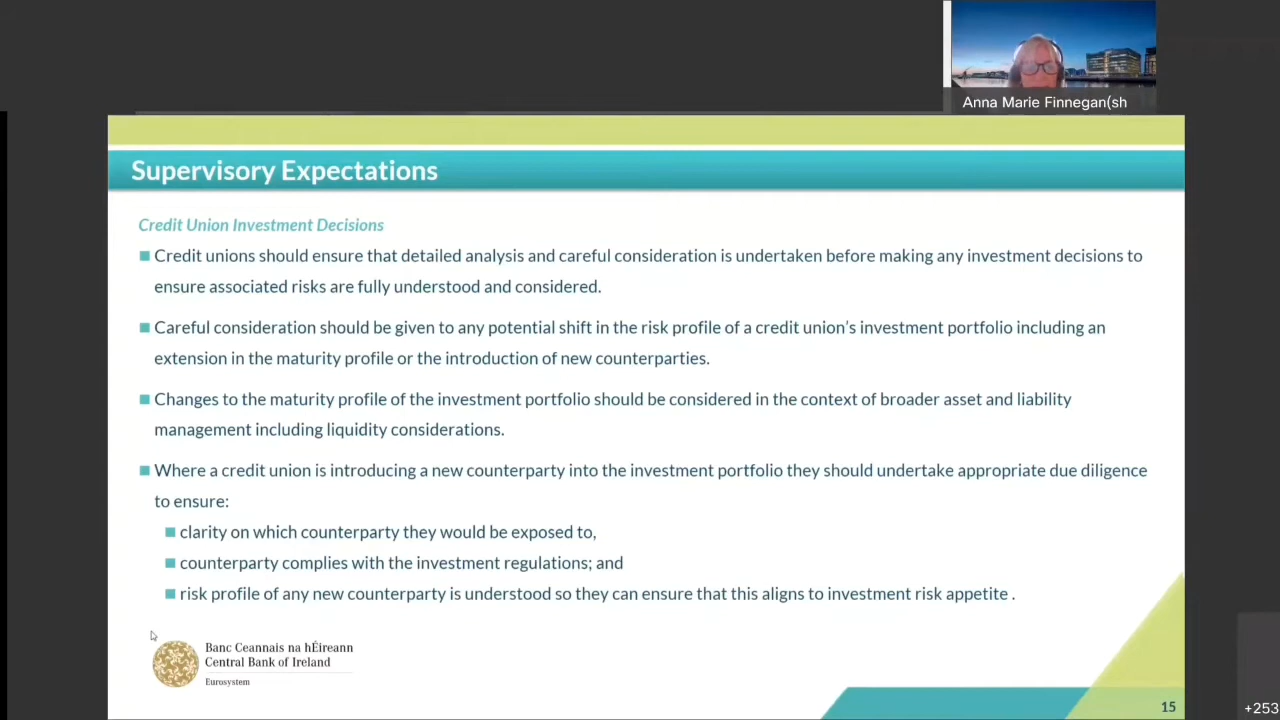 Anna Marie Finnegan(sh
Supervisory Expectations
Credit Union Investment Decisions
Credit unions should ensure that detailed analysis and careful consideration is undertaken before making any investment decisions to
ensure associated risks are fully understood and considered.
Careful consideration should be given to any potential shift in the risk profile of a credit union's investment portfolio including an
extension in the maturity profile or the introduction of new counterparties.
Changes to the maturity profile of the investment portfolio should be considered in the context of broader asset and liability
management including liquidity considerations.
Where a credit union is introducing a new counterparty into the investment portfolio they should undertake appropriate due diligence
to ensure:
clarity on which counterparty they would be exposed to,
counterparty complies with the investment regulations; and
risk profile of any new counterparty is understood so they can ensure that this aligns to investment risk appetite .
Banc Ceannais na hÉireann
Central Bank of Ireland
Eurosystem
15
+253